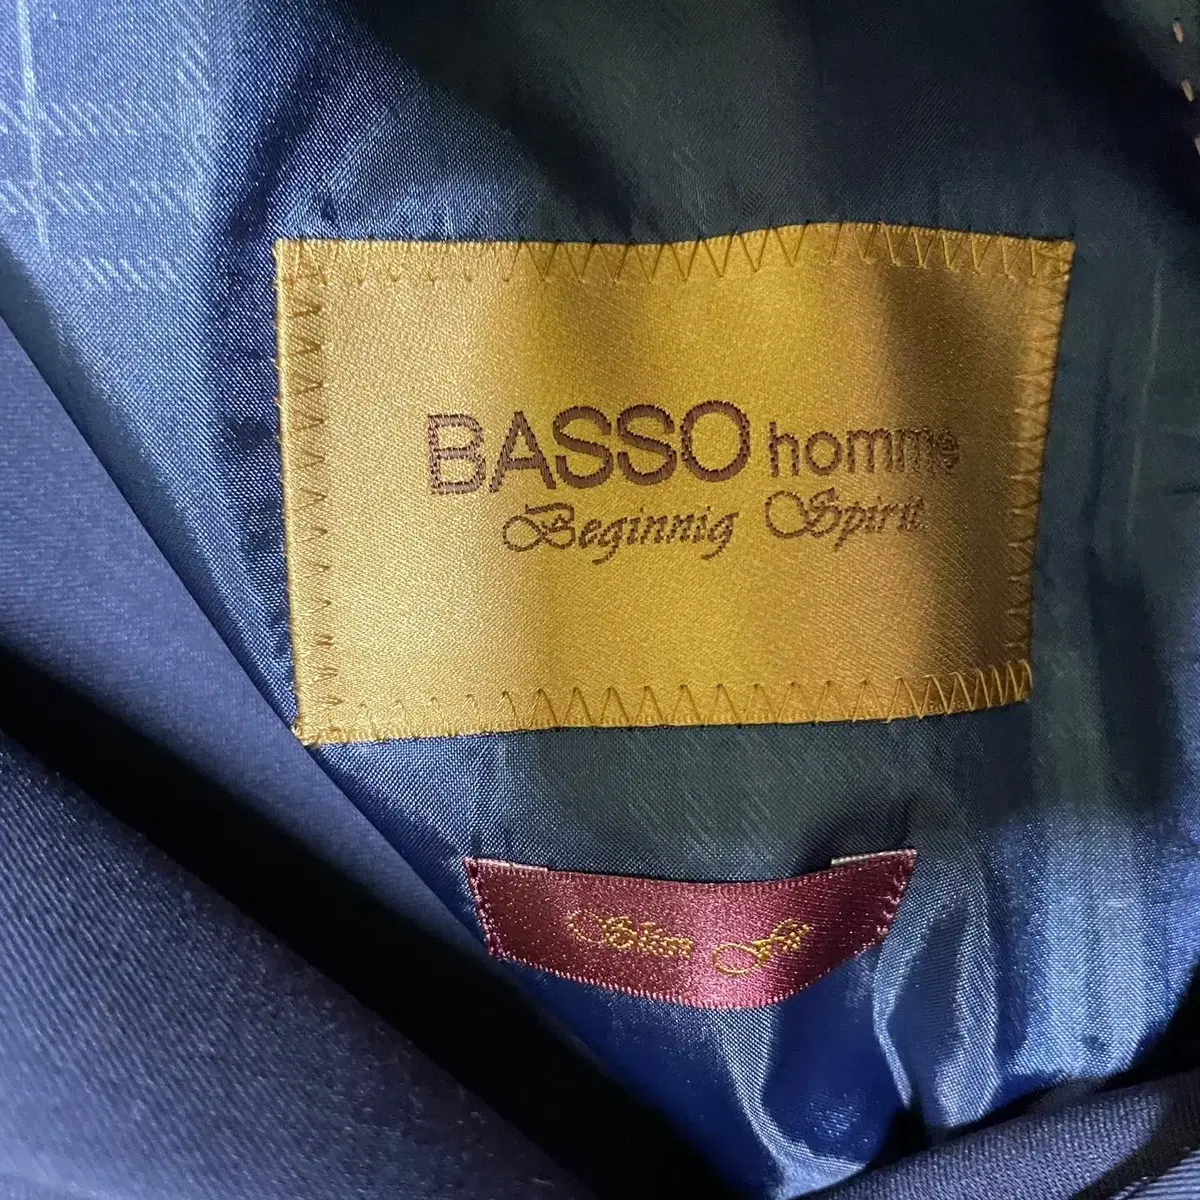 BASSO homme
Beginnig Spirit
Slim Fit